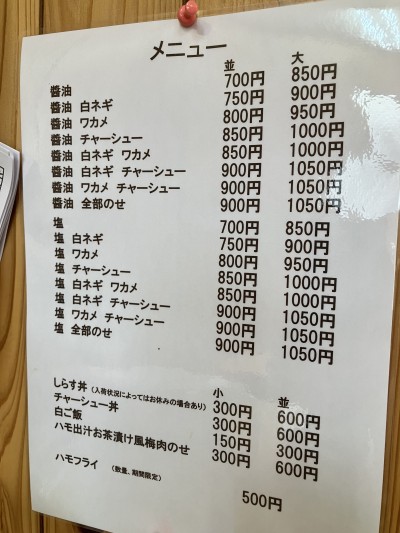 メニュー
並 大
醤油 700円 850円
醤油 白ネギ 750円 900円
醤油 ワカメ 800円 950円
醤油 チャーシュー 850円 1000円
醤油 白ネギ ワカメ 850円 1000円
醤油 白ネギ チャーシュー 900円 1050円
醤油 ワカメ チャーシュー 900円 1050円
醤油 全部のせ 900円 1050円
塩 700円 850円
塩 白ネギ 750円 900円
塩 ワカメ 800円 950円
塩 チャーシュー 850円 1000円
塩 白ネギ ワカメ 850円 1000円
塩 白ネギ チャーシュー 900円 1050円
塩 ワカメ チャーシュー 900円 1050円
塩 全部のせ 900円 1050円
小 並
しらす丼 (入荷状況によってはお休みの場合あり) 300円 600円
チャーシュー丼 300円 600円
白ご飯 150円 300円
ハモ出汁お茶漬け風梅肉のせ 300円 600円
ハモフライ (数量、期間限定) 500円